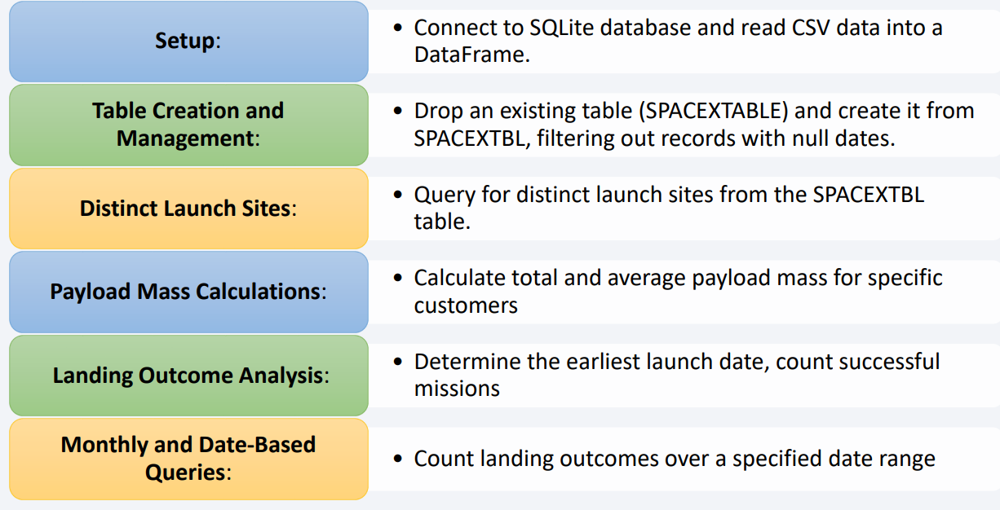 Setup:
• Connect to SQLite database and read CSV data into a
DataFrame.
Table Creation and
Management:
• Drop an existing table (SPACEXTABLE) and create it from
SPACEXTBL, filtering out records with null dates.
Distinct Launch Sites:
• Query for distinct launch sites from the SPACEXTBL
table.
Payload Mass Calculations:
• Calculate total and average payload mass for specific
customers
Landing Outcome Analysis:
• Determine the earliest launch date, count successful
missions
Monthly and Date-Based
Queries:
• Count landing outcomes over a specified date range